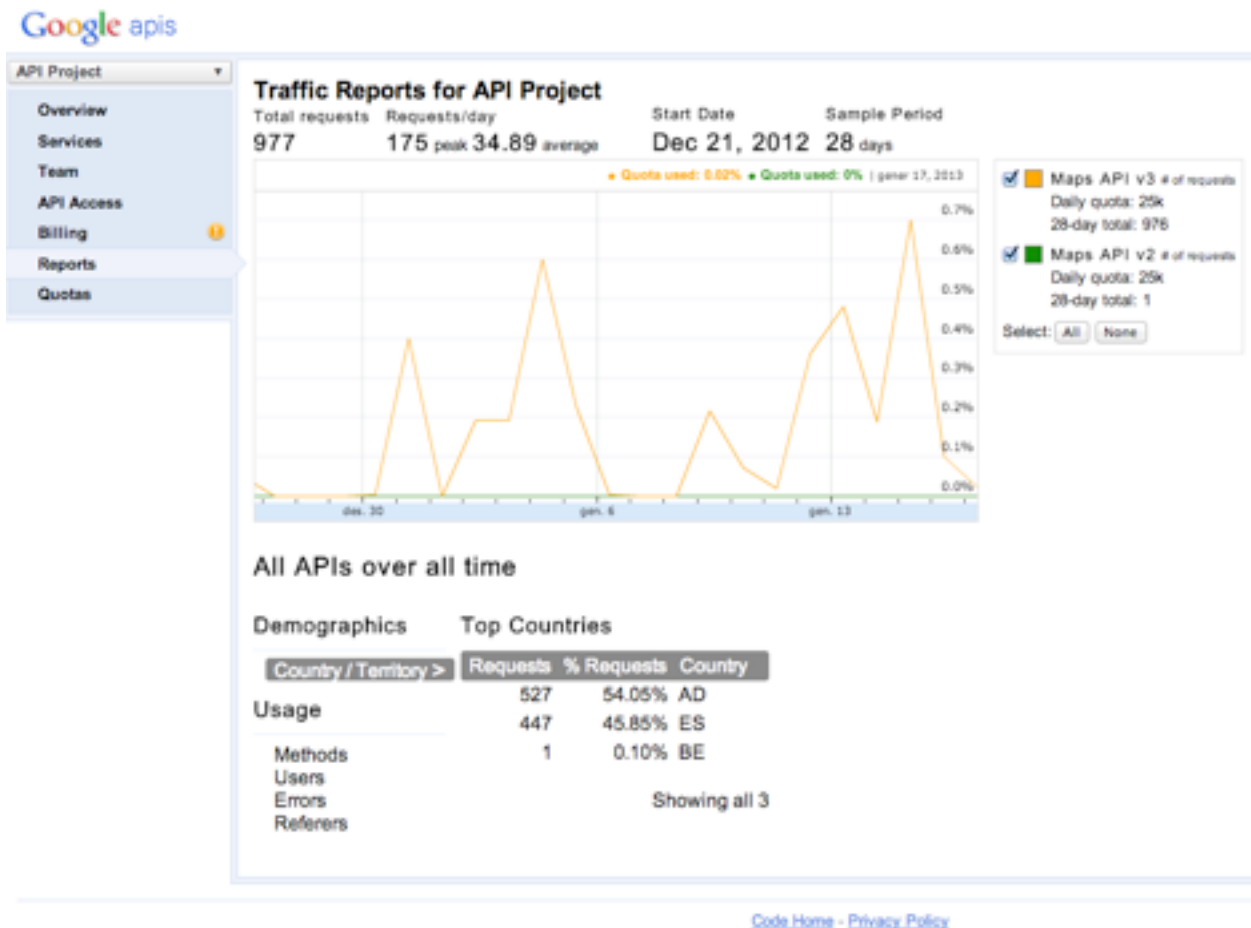 Google apis
API Project
Overview
Services
Team
API Access
Billing
Reports
Quotas
Traffic Reports for API Project
Total requests Requests/day Start Date Sample Period
977 175 peak 34.89 average Dec 21, 2012 28 days
Quota used: 0.02% Quota used: 0% | gener 17, 2013
0.7%
0.6%
0.5%
0.4%
0.3%
0.2%
0.1%
0.0%
des. 30 gen. 6 gen. 13
Maps API v3 # of requests
Daily quota: 25k
28-day total: 976
Maps API v2 # of requests
Daily quota: 25k
28-day total: 1
Select: All None
All APIs over all time
Demographics
Country / Territory >
Usage
Methods
Users
Errors
Referers
Top Countries
Requests % Requests Country
527 54.05% AD
447 45.85% ES
1 0.10% BE
Showing all 3
Code Home - Privacy Policy